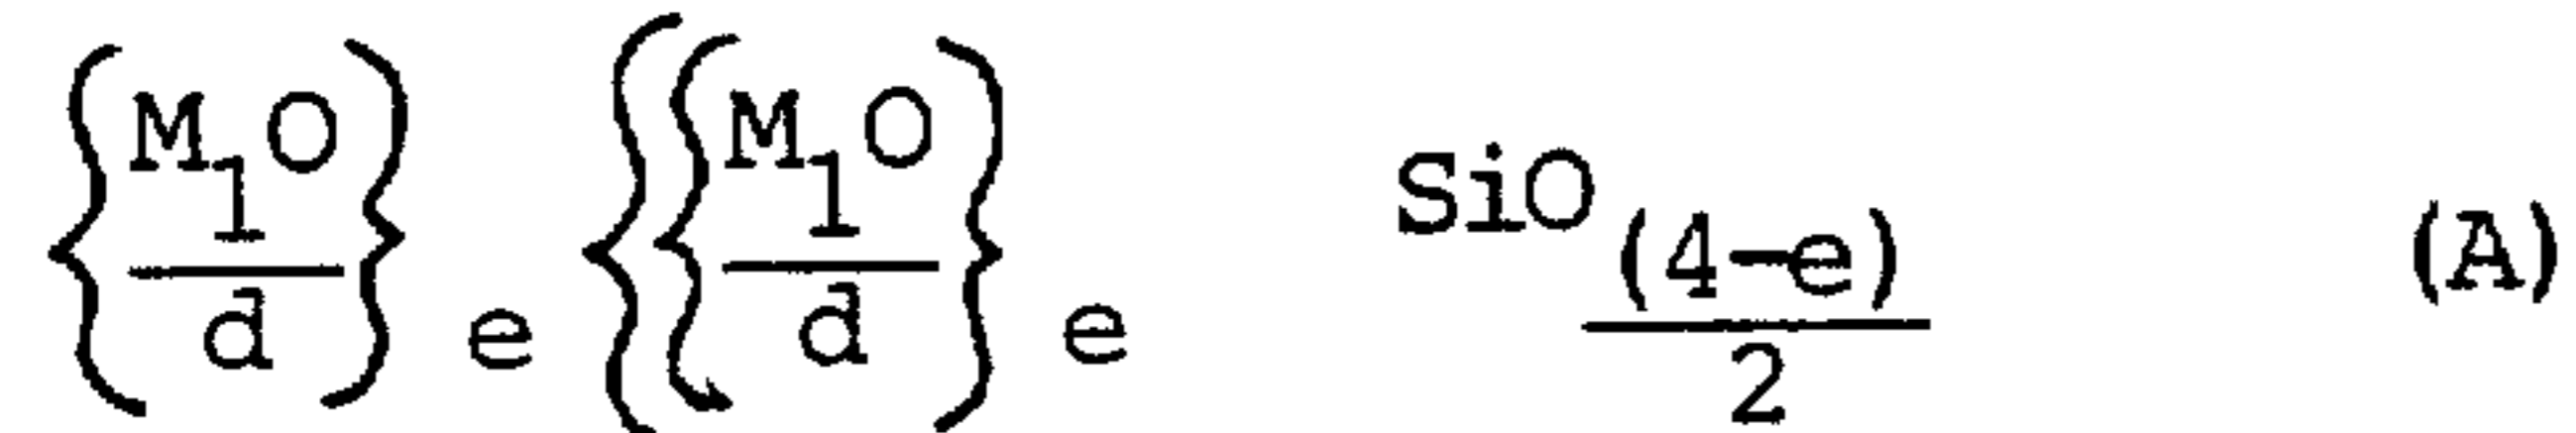 {M₁O/d}e {{M₁O/d}e SiO(4-e)/2 (A)